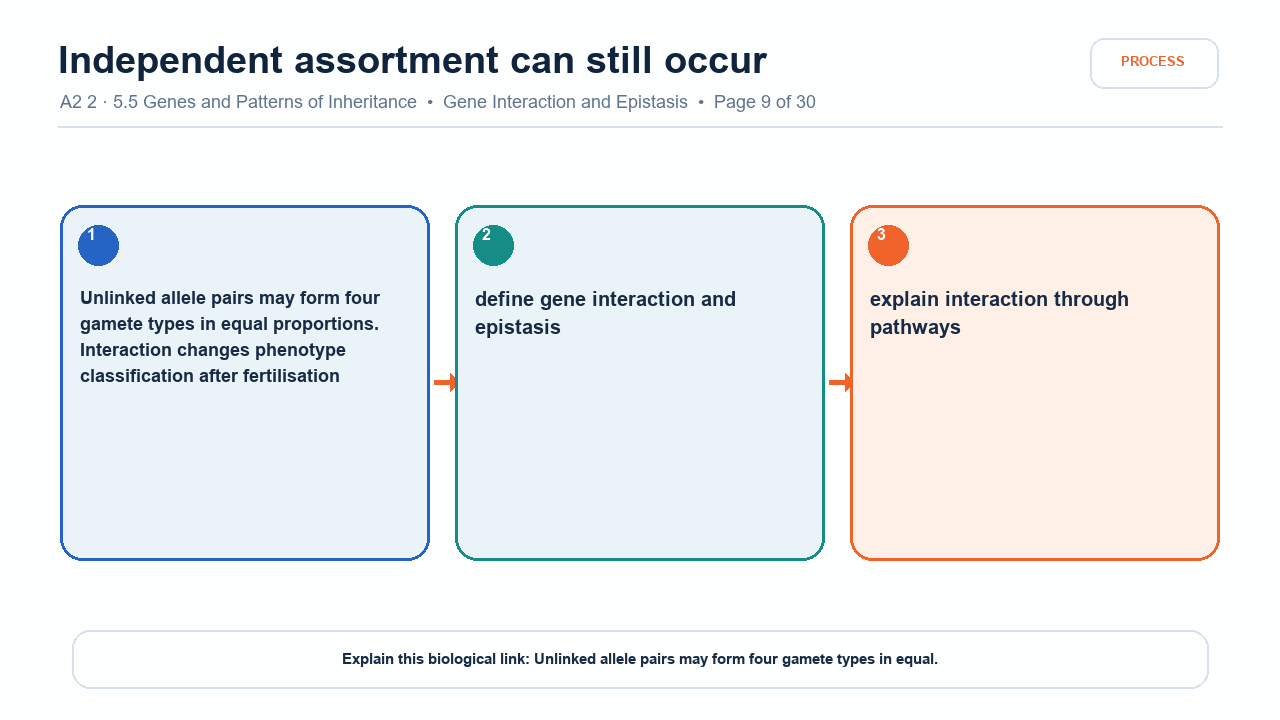 Independent assortment can still occur
PROCESS
A2 2 · 5.5 Genes and Patterns of Inheritance • Gene Interaction and Epistasis • Page 9 of 30
1
Unlinked allele pairs may form four
gamete types in equal proportions.
Interaction changes phenotype
classification after fertilisation
2
define gene interaction and
epistasis
3
explain interaction through
pathways
Explain this biological link: Unlinked allele pairs may form four gamete types in equal.